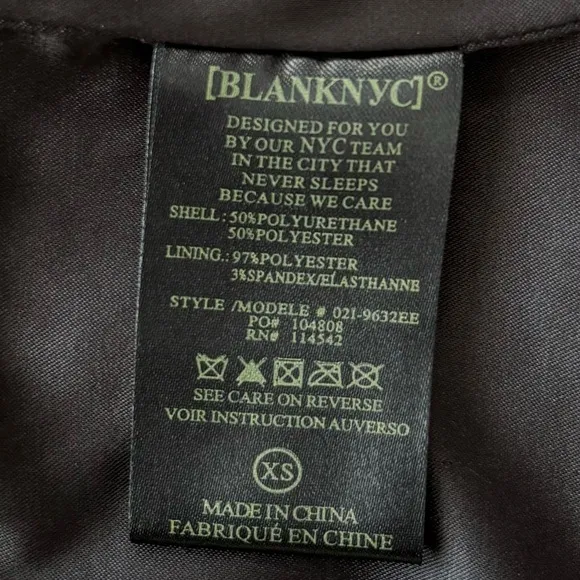 [BLANKNYC]®
DESIGNED FOR YOU
BY OUR NYC TEAM
IN THE CITY THAT
NEVER SLEEPS
BECAUSE WE CARE
SHELL: 50%POLYURETHANE
50%POLYESTER
LINING.: 97%POLYESTER
3%SPANDEX/ELASTHANNE
STYLE /MODELE # 021-9632EE
PO# 104808
RN# 114542
SEE CARE ON REVERSE
VOIR INSTRUCTION AUVERSO
XS
MADE IN CHINA
FABRIQUÉ EN CHINE